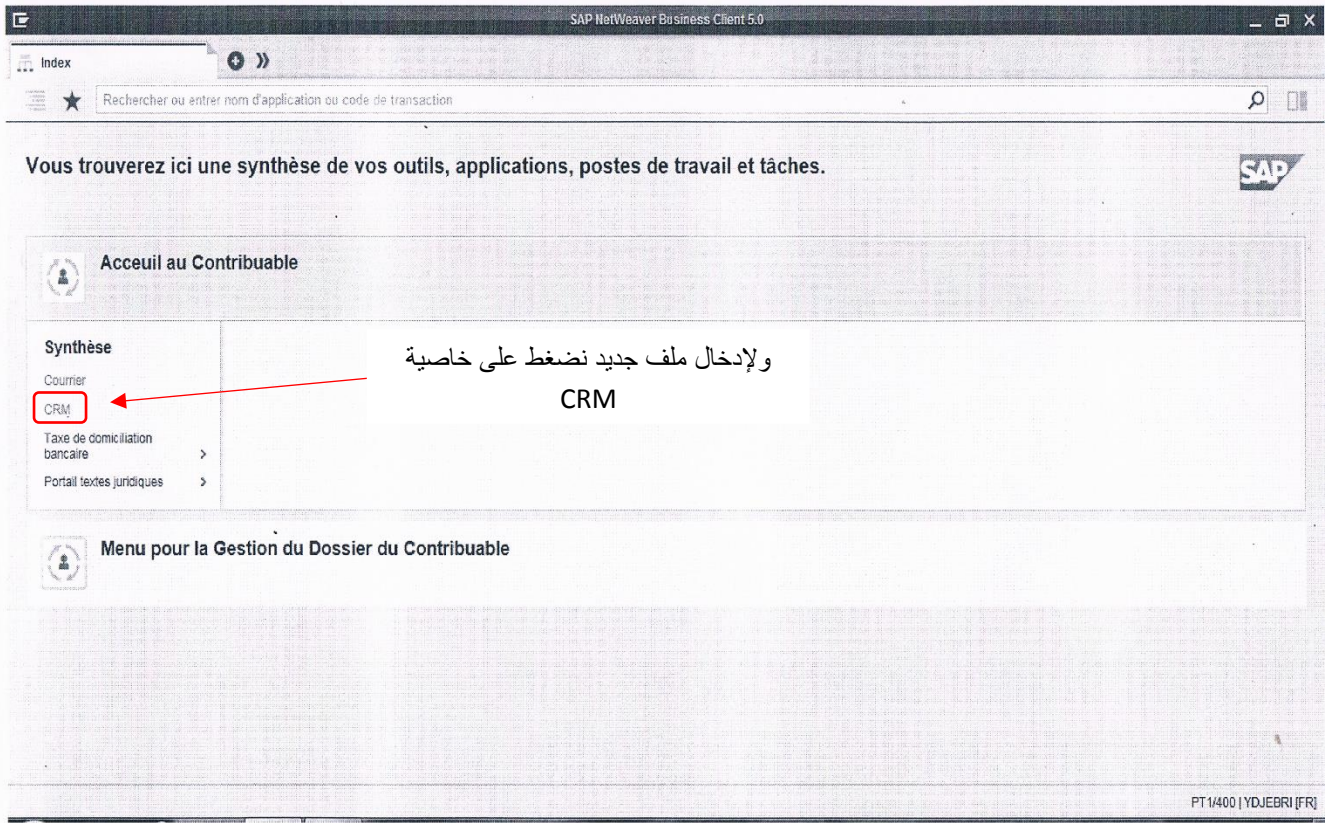 SAP NetWeaver Business Client 5.0
Index
Rechercher ou entrer nom d'application ou code de transaction
Vous trouverez ici une synthèse de vos outils, applications, postes de travail et tâches.
SAP
Acceuil au Contribuable
Synthèse
Courrier
CRM
Taxe de domiciliation
bancaire
Portail textes juridiques
ولإدخال ملف جديد نضغط على خاصية
CRM
Menu pour la Gestion du Dossier du Contribuable
PT1/400 | YDJEBRI [FR]